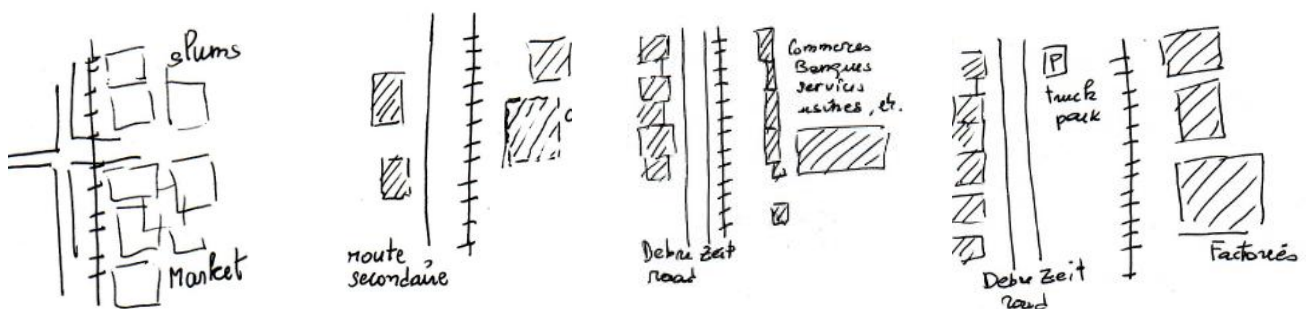 slums
Market
route
secondaire
Debre Zeit
road
Commerces
Banques
services
usines, etc.
P
truck
park
Debre Zeit
road
Factories